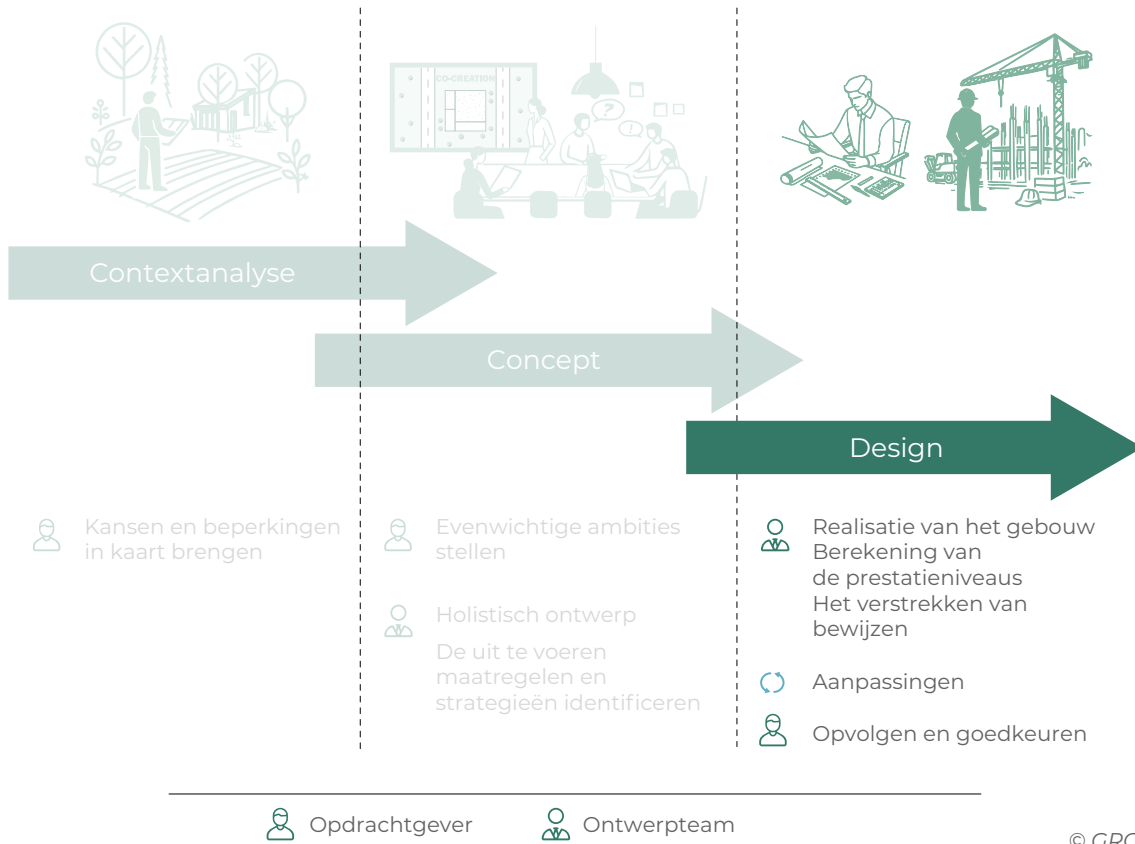 CO-CREATION
?
!
Contextanalyse
Concept
Design
Kansen en beperkingen
in kaart brengen
Evenwichtige ambities
stellen
Holistisch ontwerp
De uit te voeren
maatregelen en
strategieën identificeren
Realisatie van het gebouw
Berekening van
de prestatieniveaus
Het verstrekken van
bewijzen
Aanpassingen
Opvolgen en goedkeuren
Opdrachtgever
Ontwerpteam
© GRO